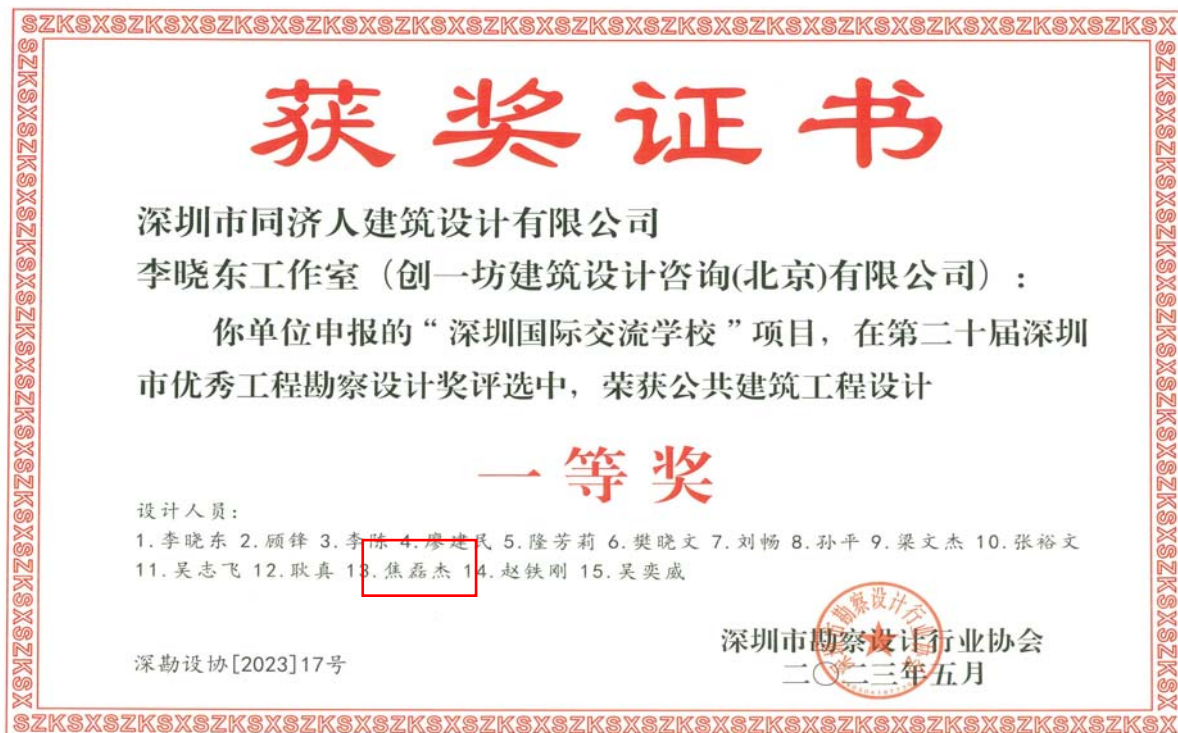 SZKSXSZKSXSZKSXSZKSXSZKSXSZKSXSZKSXSZKSXSZKSXSZKSXSZKSX
获奖证书
深圳市同济人建筑设计有限公司
李晓东工作室（创一坊建筑设计咨询(北京)有限公司）：
你单位申报的“深圳国际交流学校”项目，在第二十届深圳
市优秀工程勘察设计奖评选中，荣获公共建筑工程设计
一等奖
设计人员：
1.李晓东 2.顾锋 3.李陈 4.廖建民 5.隆芳莉 6.樊晓文 7.刘畅 8.孙平 9.梁文杰 10.张裕文
11.吴志飞 12.耿真 13.焦磊杰 14.赵铁刚 15.吴奕威
深圳市勘察设计行业协会
二〇二三年五月
深勘设协[2023]17号
SZKSXSZKSXSZKSXSZKSXSZKSXSZKSXSZKSXSZKSXSZKSXSZKSXSZKSX